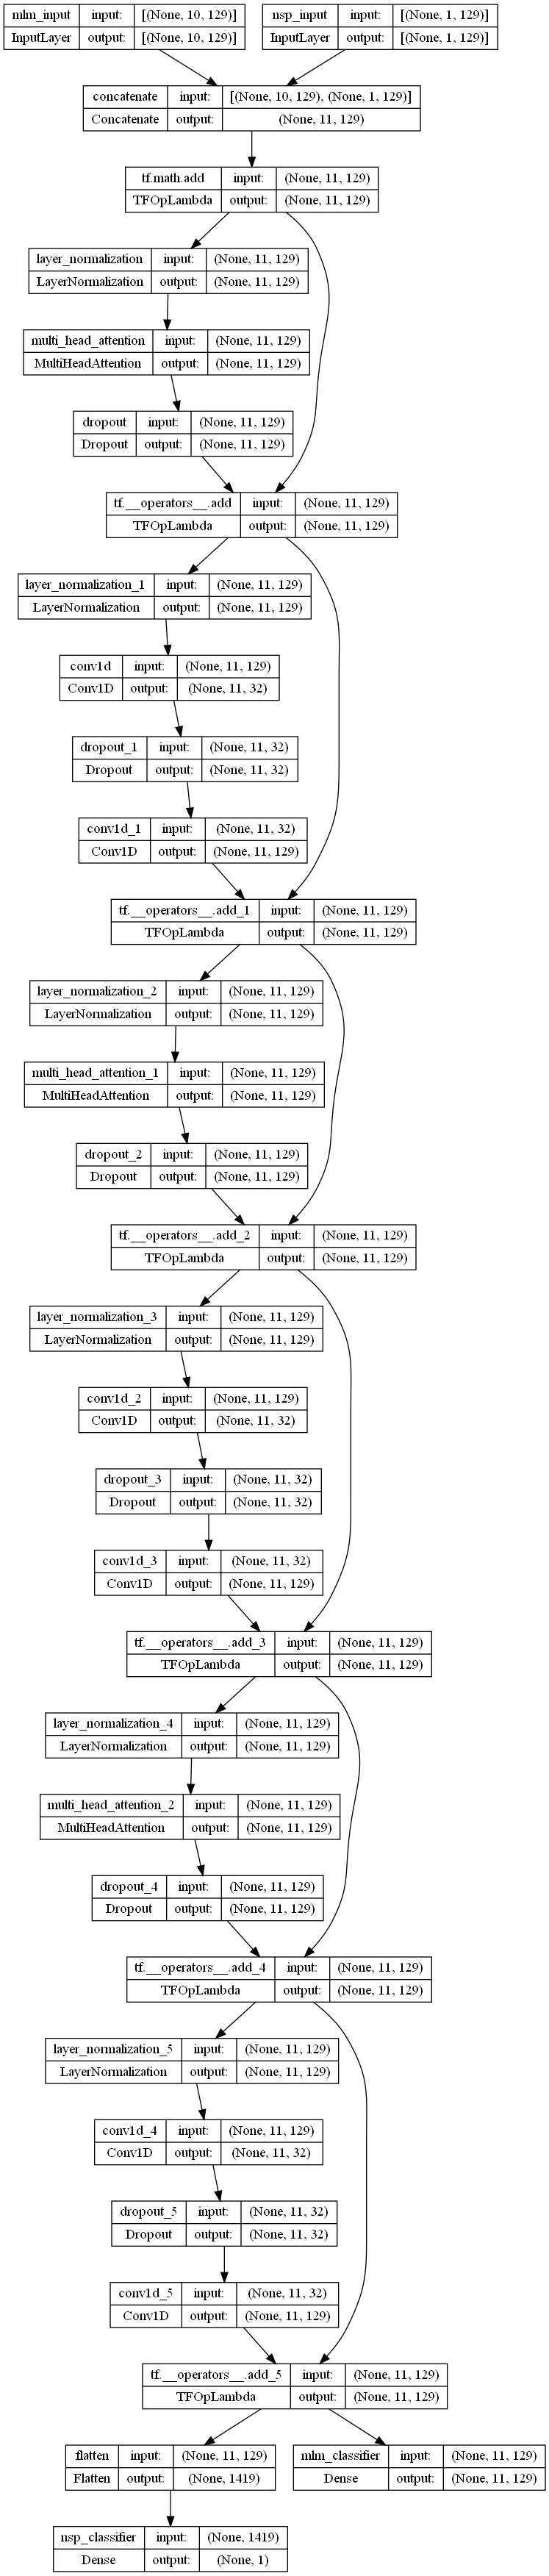 mlm_input input: [(None, 10, 129)]
InputLayer output: [(None, 10, 129)]
nsp_input input: [(None, 1, 129)]
InputLayer output: [(None, 1, 129)]
concatenate input: [(None, 10, 129), (None, 1, 129)]
Concatenate output: (None, 11, 129)
tf.math.add input: (None, 11, 129)
TFOpLambda output: (None, 11, 129)
layer_normalization input: (None, 11, 129)
LayerNormalization output: (None, 11, 129)
multi_head_attention input: (None, 11, 129)
MultiHeadAttention output: (None, 11, 129)
dropout input: (None, 11, 129)
Dropout output: (None, 11, 129)
tf.__operators__.add input: (None, 11, 129)
TFOpLambda output: (None, 11, 129)
layer_normalization_1 input: (None, 11, 129)
LayerNormalization output: (None, 11, 129)
conv1d input: (None, 11, 129)
Conv1D output: (None, 11, 32)
dropout_1 input: (None, 11, 32)
Dropout output: (None, 11, 32)
conv1d_1 input: (None, 11, 32)
Conv1D output: (None, 11, 129)
tf.__operators__.add_1 input: (None, 11, 129)
TFOpLambda output: (None, 11, 129)
layer_normalization_2 input: (None, 11, 129)
LayerNormalization output: (None, 11, 129)
multi_head_attention_1 input: (None, 11, 129)
MultiHeadAttention output: (None, 11, 129)
dropout_2 input: (None, 11, 129)
Dropout output: (None, 11, 129)
tf.__operators__.add_2 input: (None, 11, 129)
TFOpLambda output: (None, 11, 129)
layer_normalization_3 input: (None, 11, 129)
LayerNormalization output: (None, 11, 129)
conv1d_2 input: (None, 11, 129)
Conv1D output: (None, 11, 32)
dropout_3 input: (None, 11, 32)
Dropout output: (None, 11, 32)
conv1d_3 input: (None, 11, 32)
Conv1D output: (None, 11, 129)
tf.__operators__.add_3 input: (None, 11, 129)
TFOpLambda output: (None, 11, 129)
layer_normalization_4 input: (None, 11, 129)
LayerNormalization output: (None, 11, 129)
multi_head_attention_2 input: (None, 11, 129)
MultiHeadAttention output: (None, 11, 129)
dropout_4 input: (None, 11, 129)
Dropout output: (None, 11, 129)
tf.__operators__.add_4 input: (None, 11, 129)
TFOpLambda output: (None, 11, 129)
layer_normalization_5 input: (None, 11, 129)
LayerNormalization output: (None, 11, 129)
conv1d_4 input: (None, 11, 129)
Conv1D output: (None, 11, 32)
dropout_5 input: (None, 11, 32)
Dropout output: (None, 11, 32)
conv1d_5 input: (None, 11, 32)
Conv1D output: (None, 11, 129)
tf.__operators__.add_5 input: (None, 11, 129)
TFOpLambda output: (None, 11, 129)
flatten input: (None, 11, 129)
Flatten output: (None, 1419)
mlm_classifier input: (None, 11, 129)
Dense output: (None, 11, 129)
nsp_classifier input: (None, 1419)
Dense output: (None, 1)